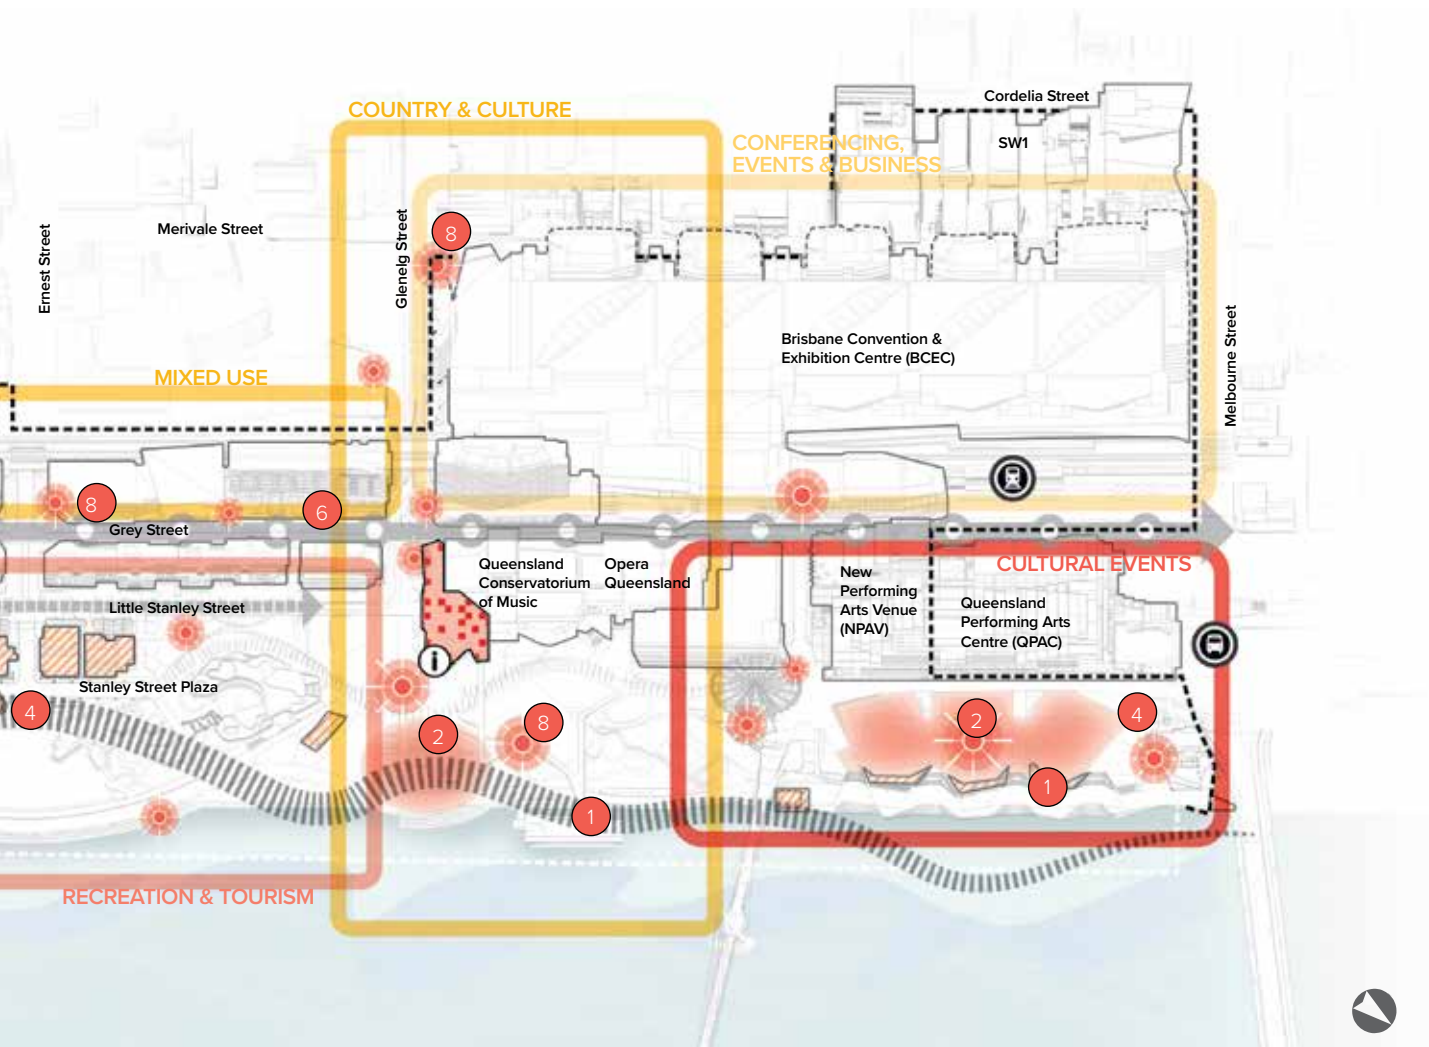 Cordelia Street
COUNTRY & CULTURE
CONFERENCING,
EVENTS & BUSINESS
SW1
Ernest Street
Merivale Street
Glenelg Street
8
Brisbane Convention &
Exhibition Centre (BCEC)
Melbourne Street
MIXED USE
8
6
Grey Street
Queensland
Conservatorium
of Music
Opera
Queensland
CULTURAL EVENTS
New
Performing
Arts Venue
(NPAV)
Queensland
Performing Arts
Centre (QPAC)
Little Stanley Street
i
Stanley Street Plaza
4
2
8
2
4
1
1
RECREATION & TOURISM